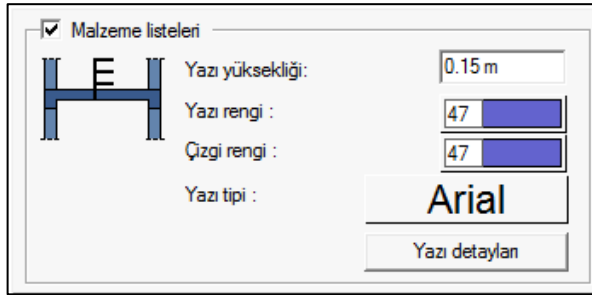 Malzeme listeleri
Yazı yüksekliği: 0.15 m
Yazı rengi : 47
Çizgi rengi : 47
Yazı tipi : Arial
Yazı detayları